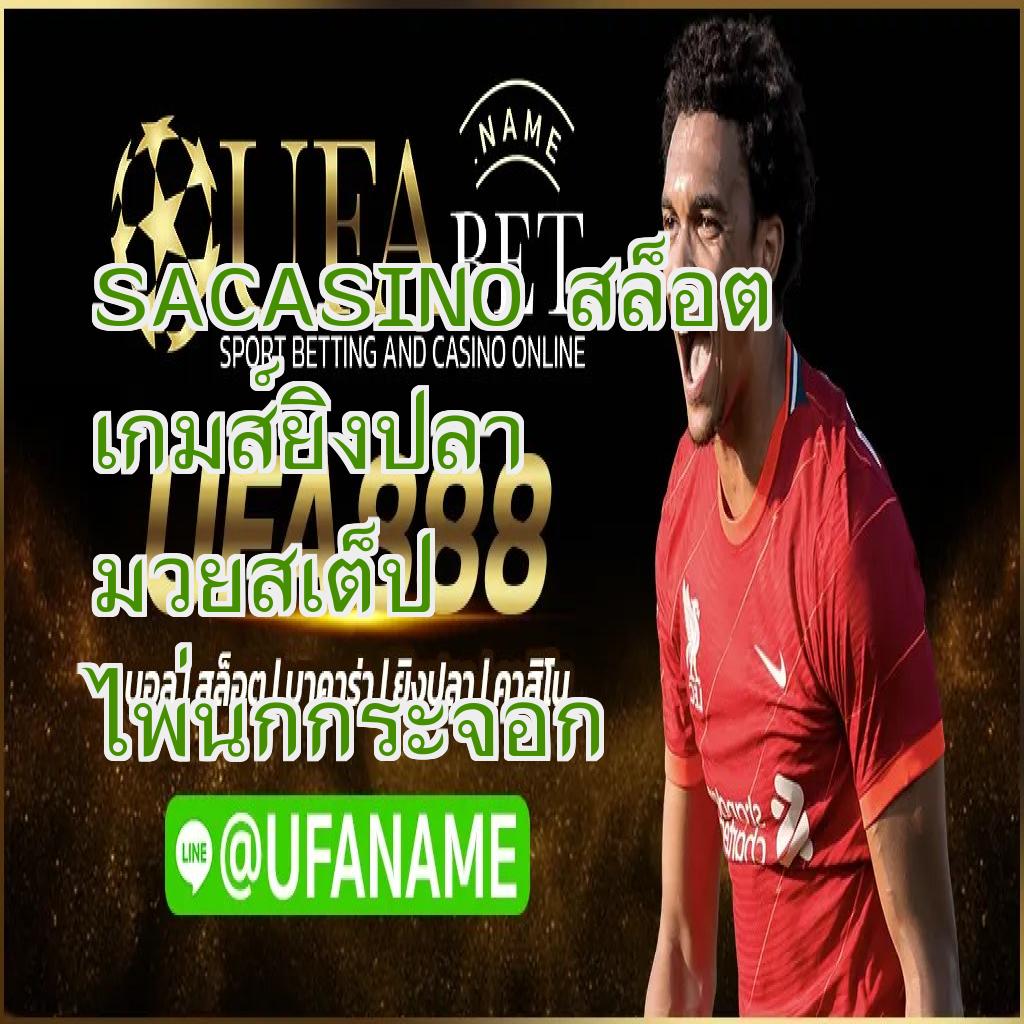 .NAME
UFABET
SACASINO สล็อต
SPORT BETTING AND CASINO ONLINE
เกมส์ยิงปลา
UFA888
มวยสเต็ป
บอล | สล็อต | บาคาร่า | ยิงปลา | คาสิโน
ไพ่นกกระจอก
LINE @UFANAME